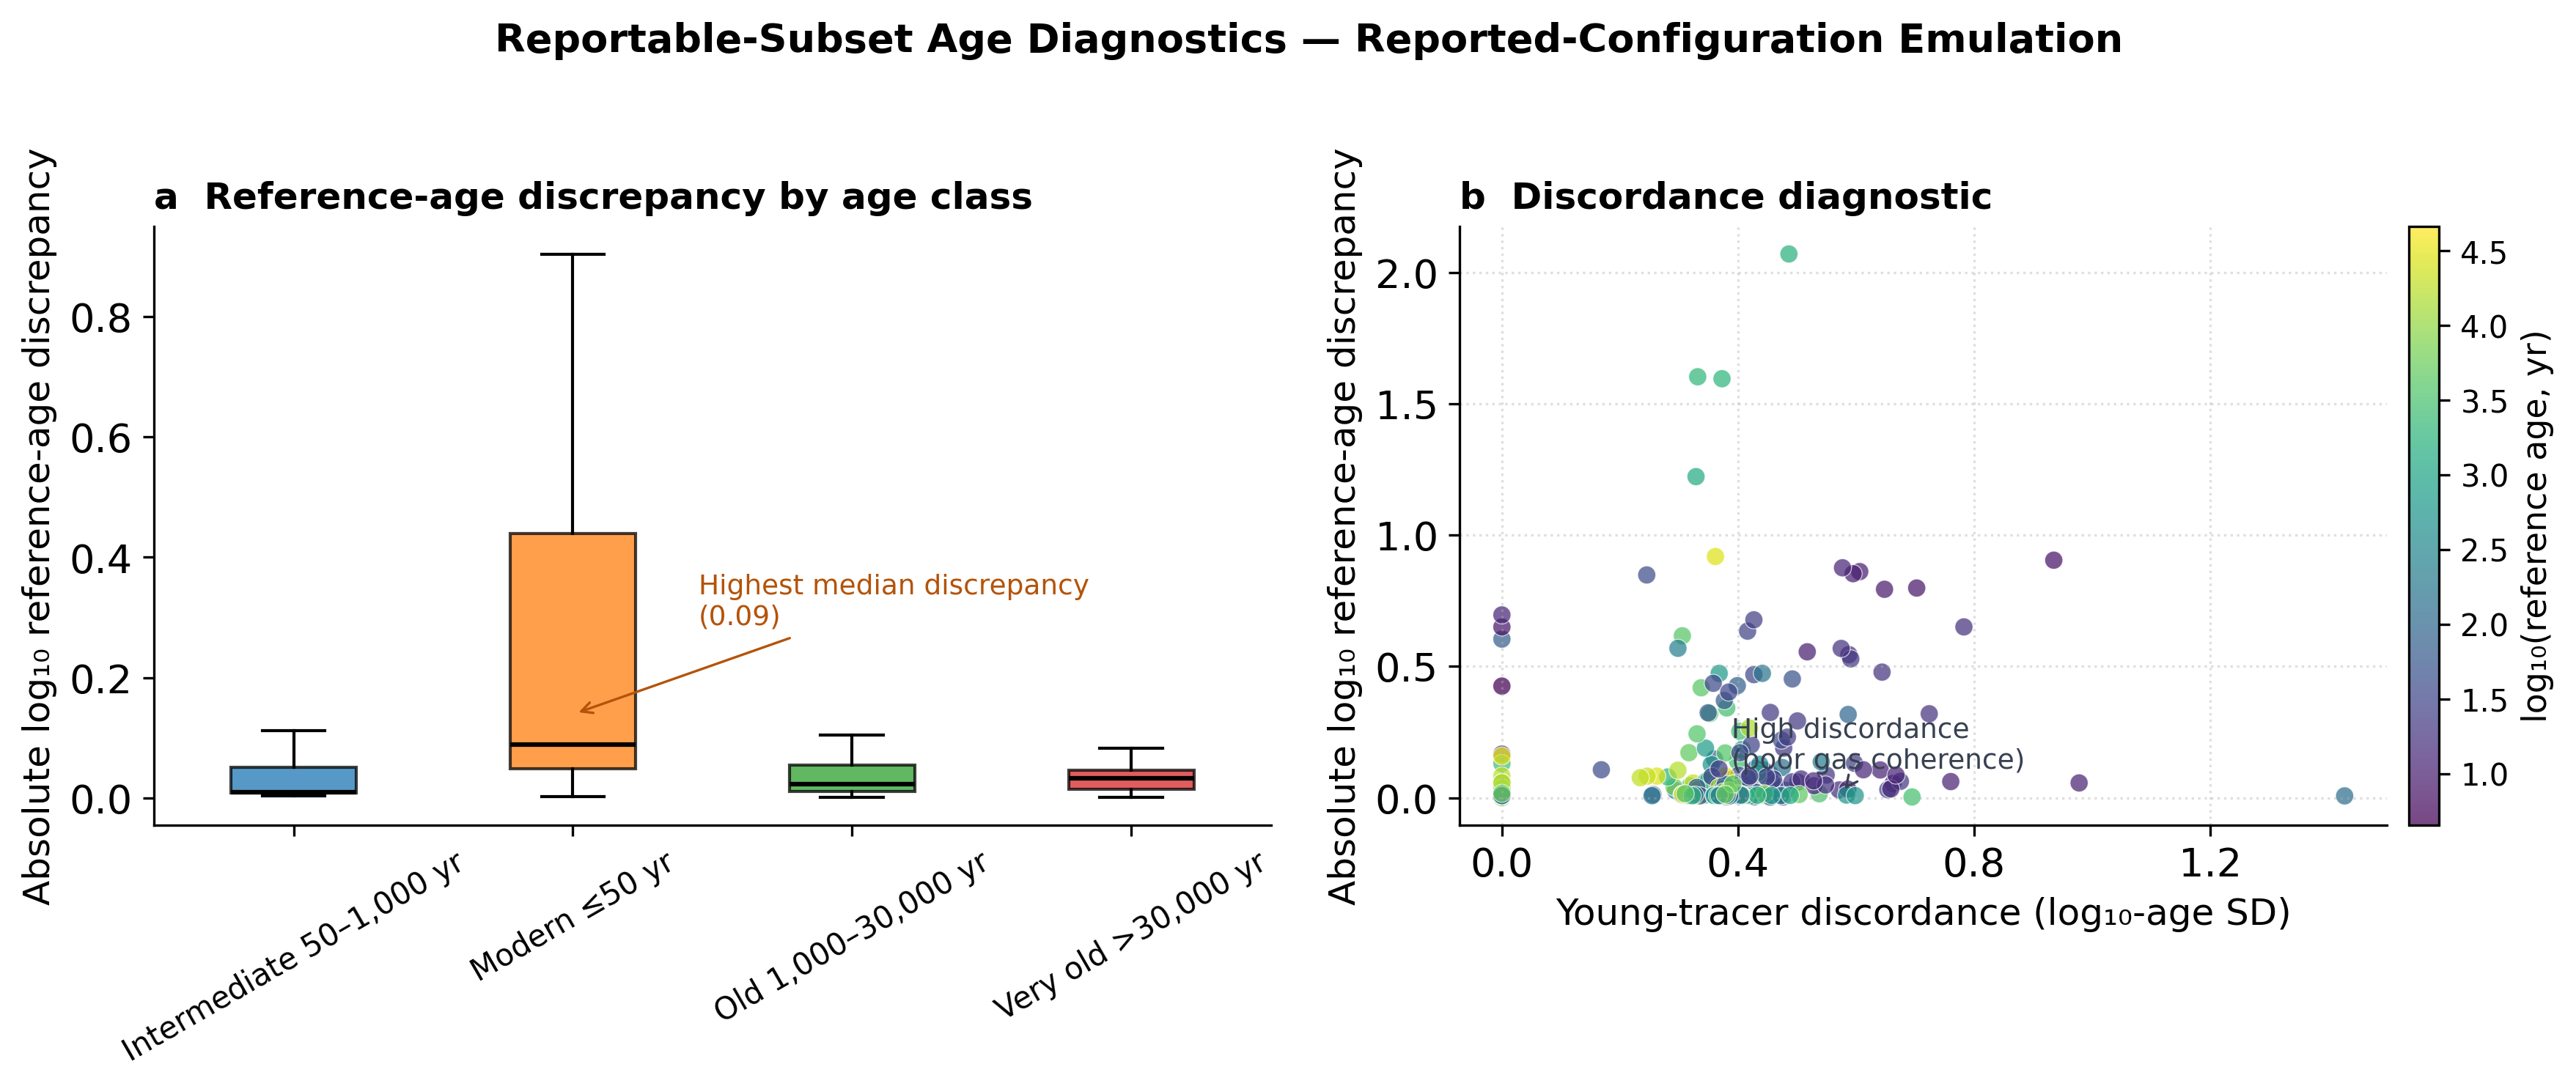 Reportable-Subset Age Diagnostics — Reported-Configuration Emulation
a Reference-age discrepancy by age class
Absolute log₁₀ reference-age discrepancy
0.8
0.6
0.4
0.2
0.0
Highest median discrepancy
(0.09)
Intermediate 50–1,000 yr
Modern ≤50 yr
Old 1,000–30,000 yr
Very old >30,000 yr
b Discordance diagnostic
Absolute log₁₀ reference-age discrepancy
2.0
1.5
1.0
0.5
0.0
High discordance
(poor gas coherence)
0.0
0.4
0.8
1.2
Young-tracer discordance (log₁₀-age SD)
4.5
4.0
3.5
3.0
2.5
2.0
1.5
1.0
log₁₀(reference age, yr)